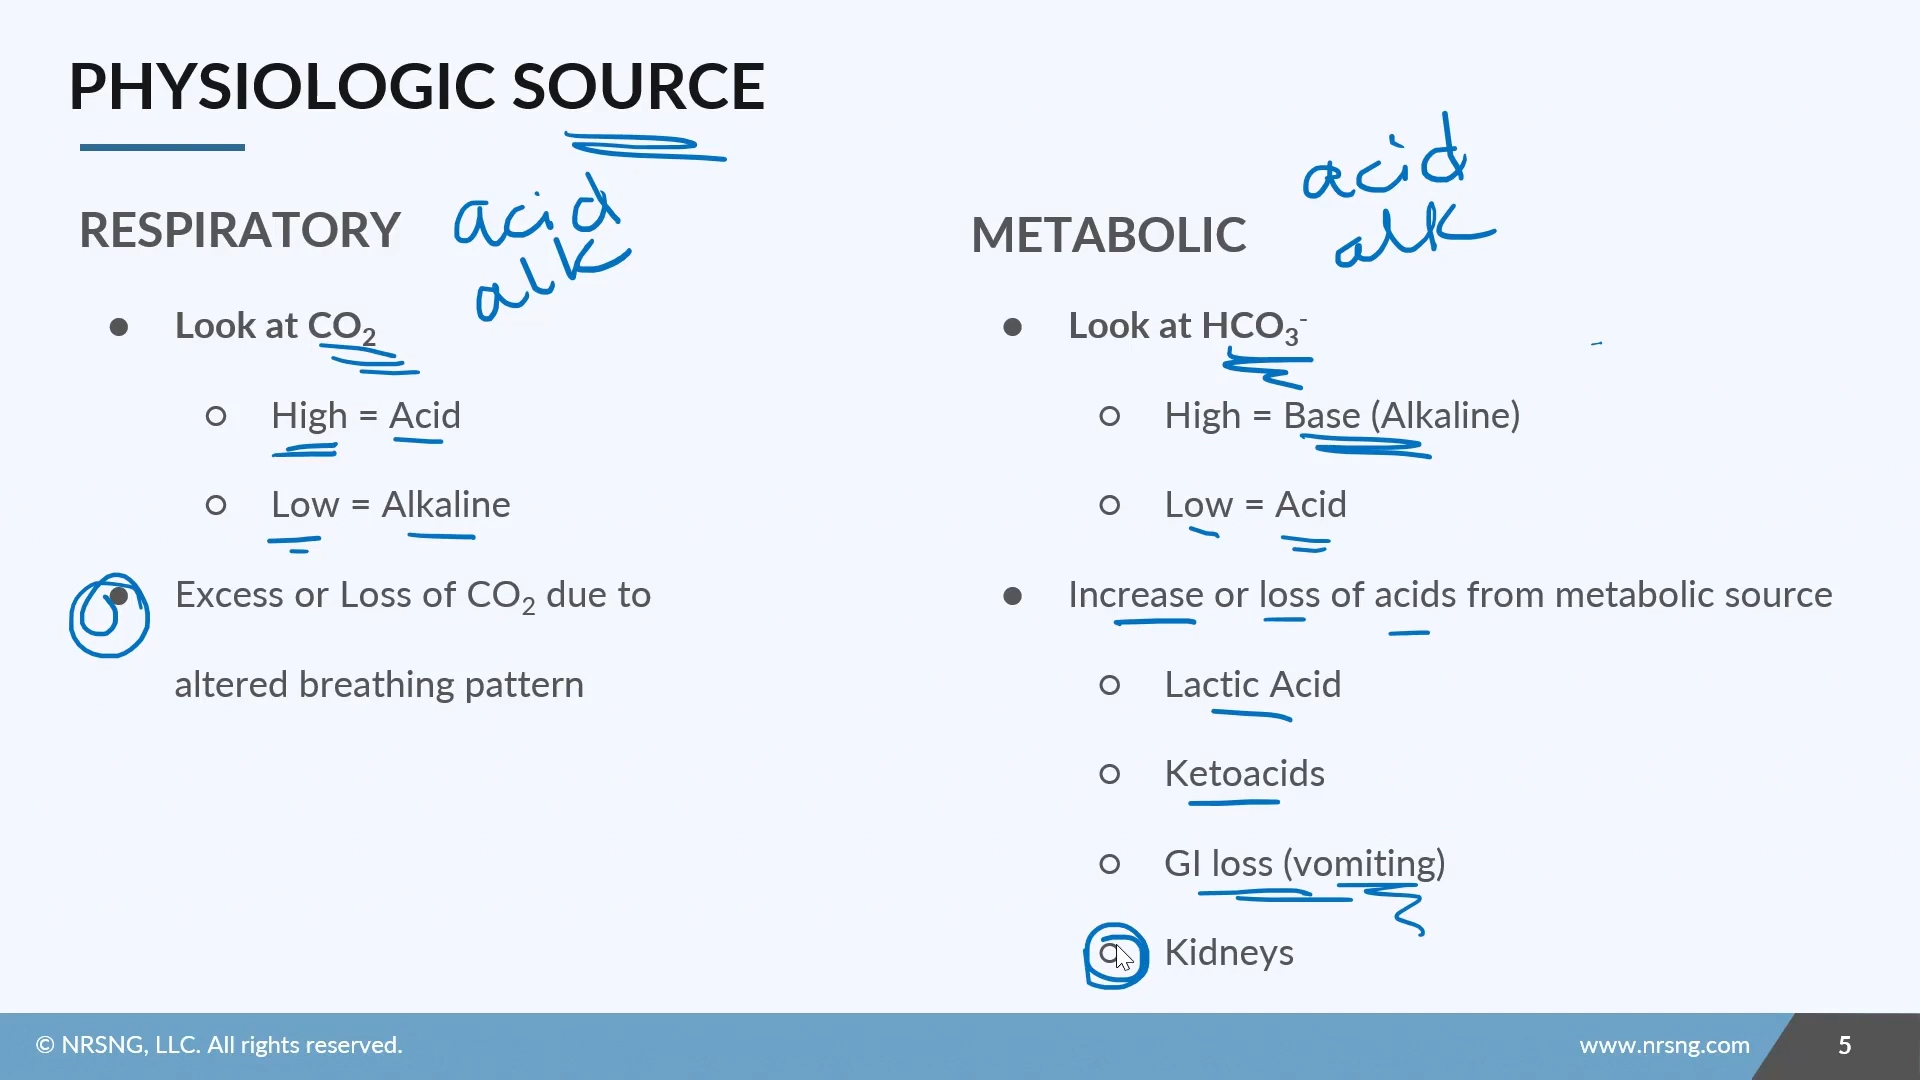 PHYSIOLOGIC SOURCE
RESPIRATORY
acid
alk
● Look at CO₂
○ High = Acid
○ Low = Alkaline
● Excess or Loss of CO₂ due to
altered breathing pattern
METABOLIC
acid
alk
● Look at HCO₃⁻
○ High = Base (Alkaline)
○ Low = Acid
● Increase or loss of acids from metabolic source
○ Lactic Acid
○ Ketoacids
○ GI loss (vomiting)
○ Kidneys
© NRSNG, LLC. All rights reserved.
www.nrsng.com
5